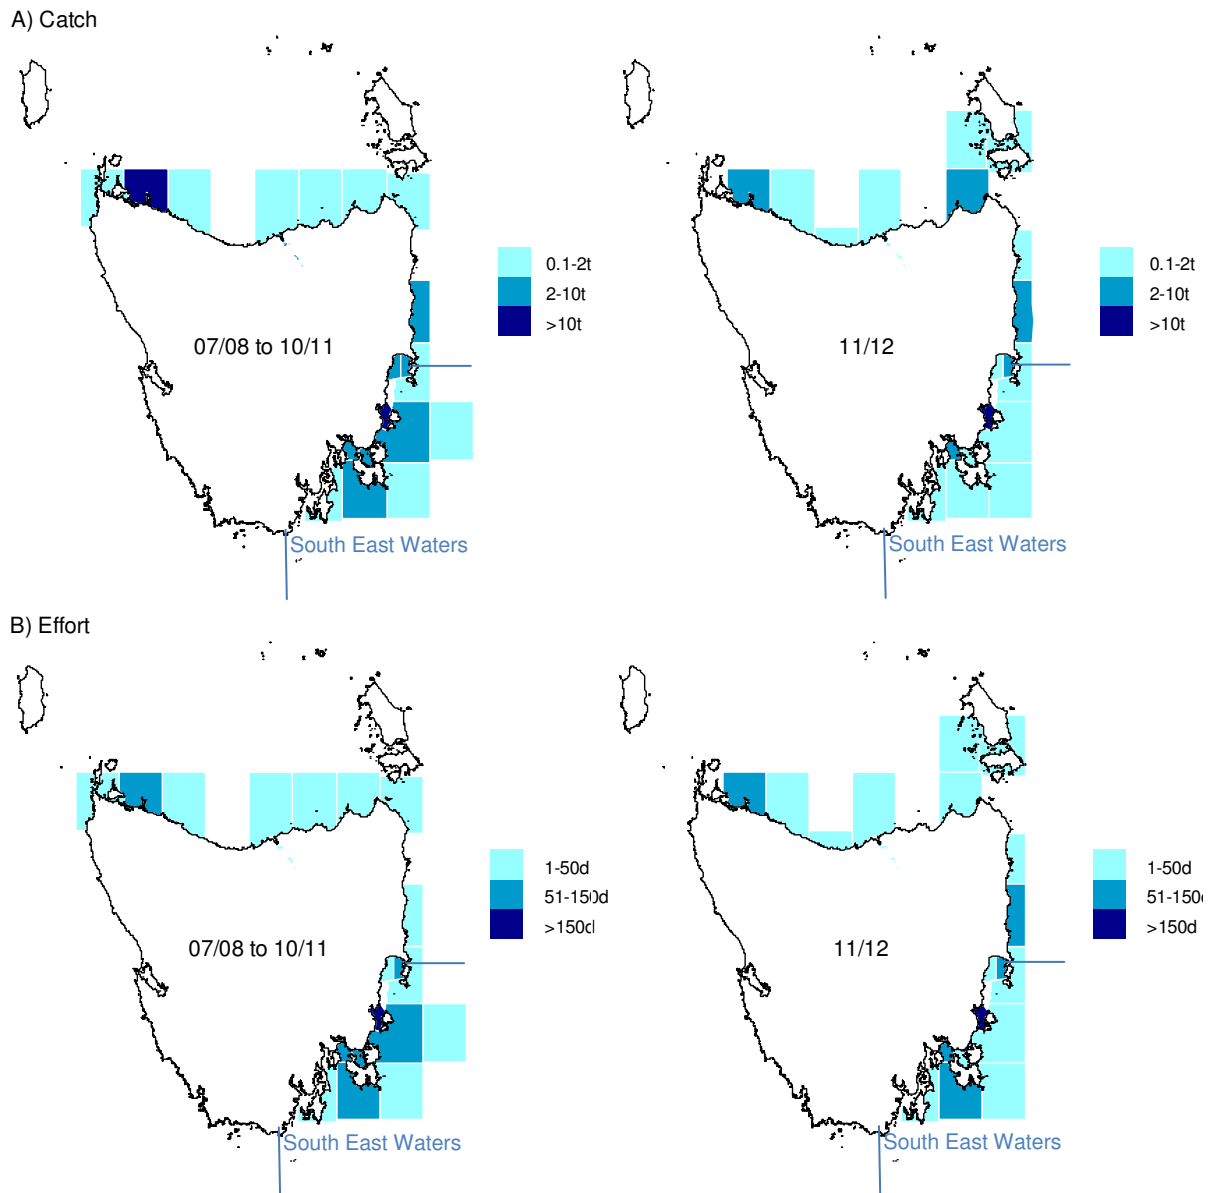 A) Catch
0.1-2t
2-10t
>10t
07/08 to 10/11
South East Waters
0.1-2t
2-10t
>10t
11/12
South East Waters
B) Effort
1-50d
51-150d
>150d
07/08 to 10/11
South East Waters
1-50d
51-150d
>150d
11/12
South East Waters